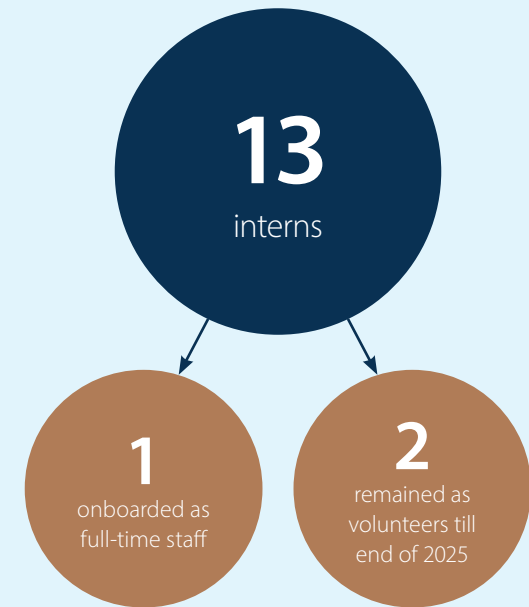 13
interns
1
onboarded as
full-time staff
2
remained as
volunteers till
end of 2025